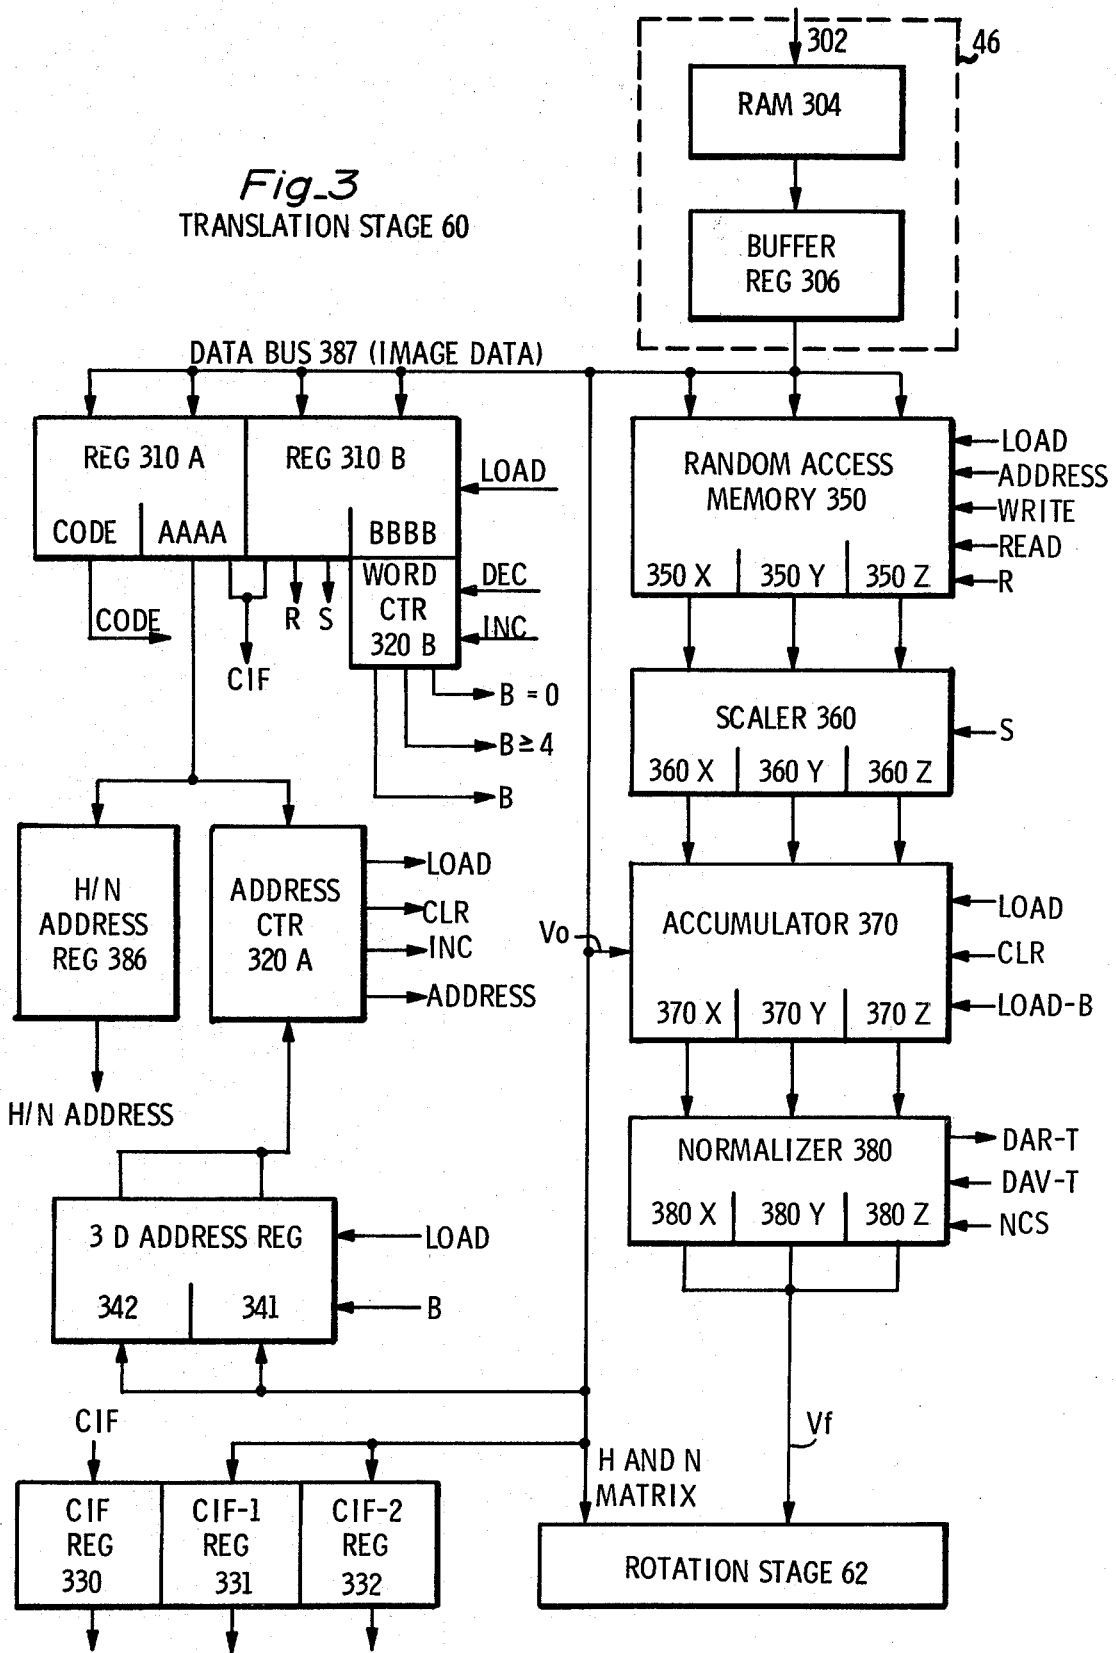 302
46
RAM 304
Fig_3
TRANSLATION STAGE 60
BUFFER
REG 306
DATA BUS 387 (IMAGE DATA)
REG 310 A
REG 310 B
CODE
AAAA
BBBB
LOAD
WORD
CTR
320 B
DEC
INC
CODE
CIF
R
S
B = 0
B ≥ 4
B
RANDOM ACCESS
MEMORY 350
350 X
350 Y
350 Z
LOAD
ADDRESS
WRITE
READ
R
SCALER 360
360 X
360 Y
360 Z
S
H/N
ADDRESS
REG 386
ADDRESS
CTR
320 A
LOAD
CLR
INC
ADDRESS
Vo
ACCUMULATOR 370
370 X
370 Y
370 Z
LOAD
CLR
LOAD-B
H/N ADDRESS
NORMALIZER 380
380 X
380 Y
380 Z
DAR-T
DAV-T
NCS
3 D ADDRESS REG
342
341
LOAD
B
CIF
CIF
REG
330
CIF-1
REG
331
CIF-2
REG
332
H AND N
MATRIX
Vf
ROTATION STAGE 62